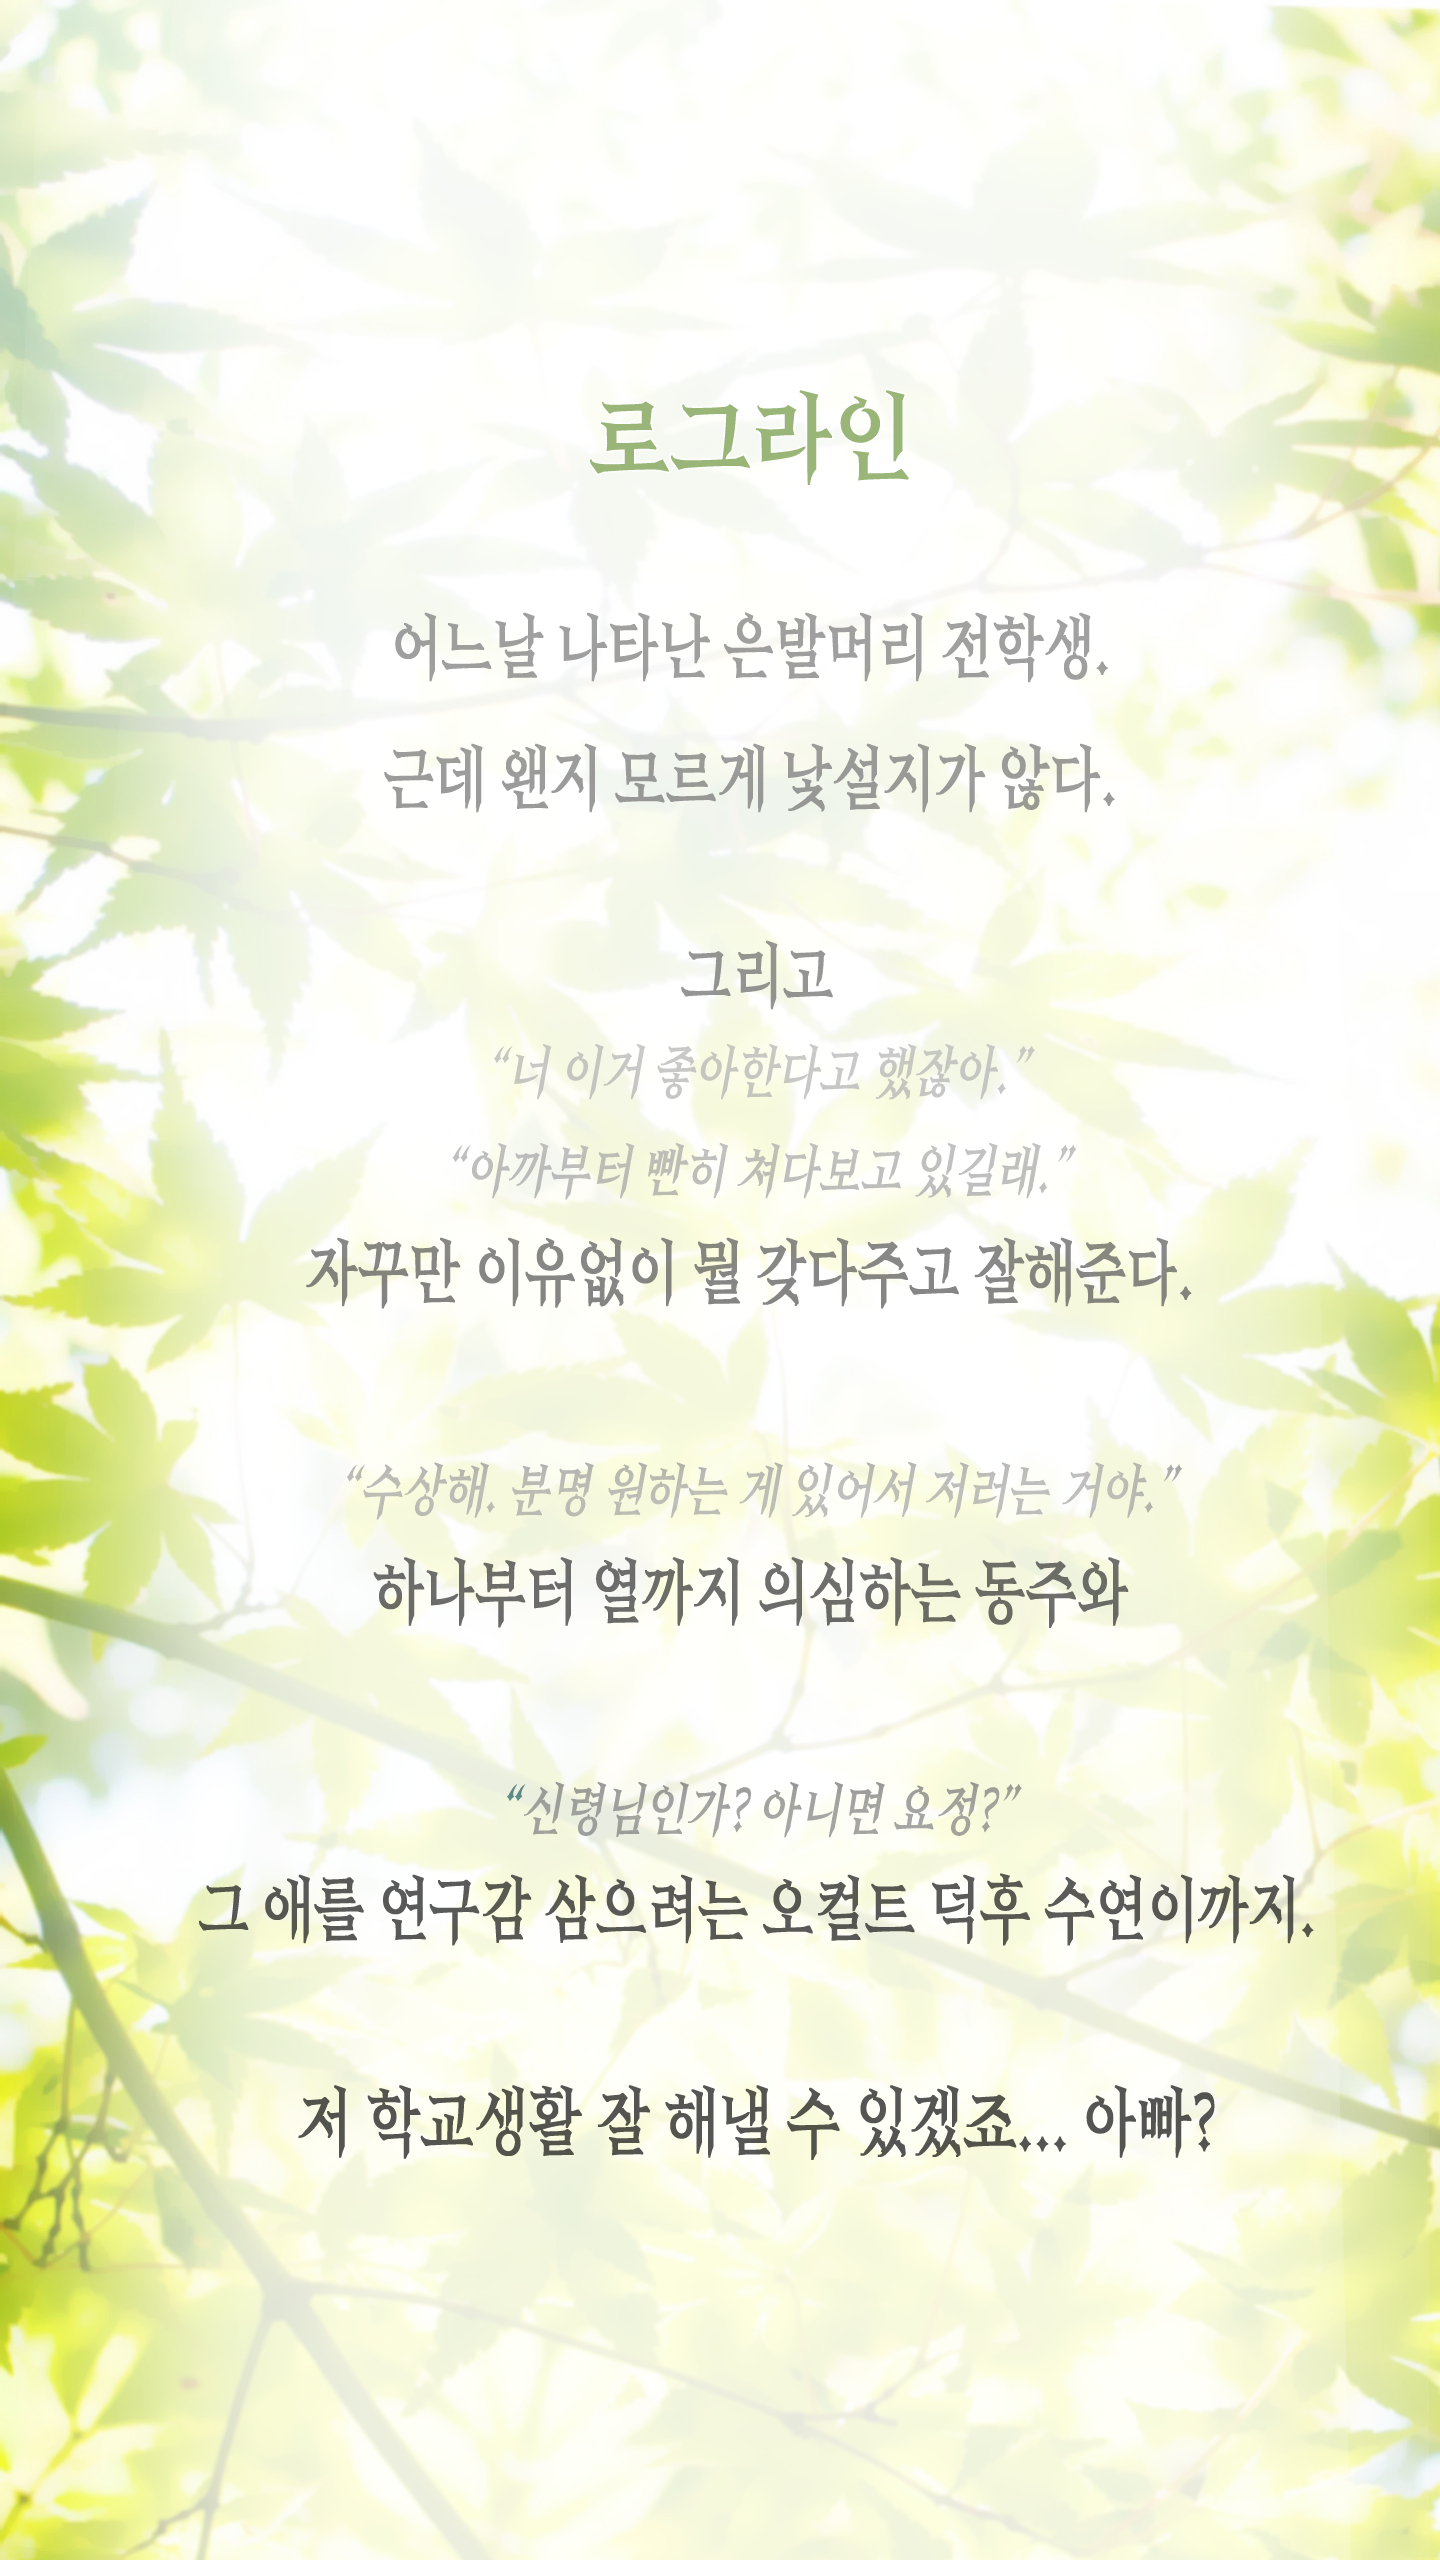 로그라인
어느날 나타난 은발머리 전학생.
근데 왠지 모르게 낯설지가 않다.
그리고
“너 이거 좋아한다고 했잖아.”
“아까부터 빤히 쳐다보고 있길래.”
자꾸만 이유없이 뭘 갖다주고 잘해준다.
“수상해. 분명 원하는 게 있어서 저러는 거야.”
하나부터 열까지 의심하는 동주와
“신령님인가? 아니면 요정?”
그 애를 연구감 삼으려는 오컬트 덕후 수연이까지.
저 학교생활 잘 해낼 수 있겠죠... 아빠?